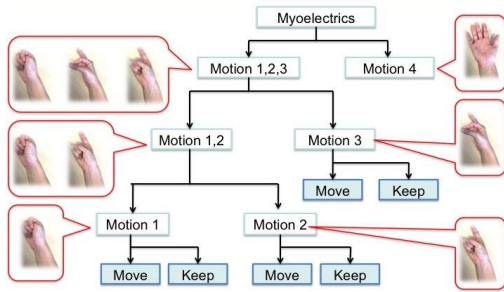 Myoelectrics
Motion 1,2,3
Motion 4
Motion 1,2
Motion 3
Move
Keep
Motion 1
Motion 2
Move
Keep
Move
Keep